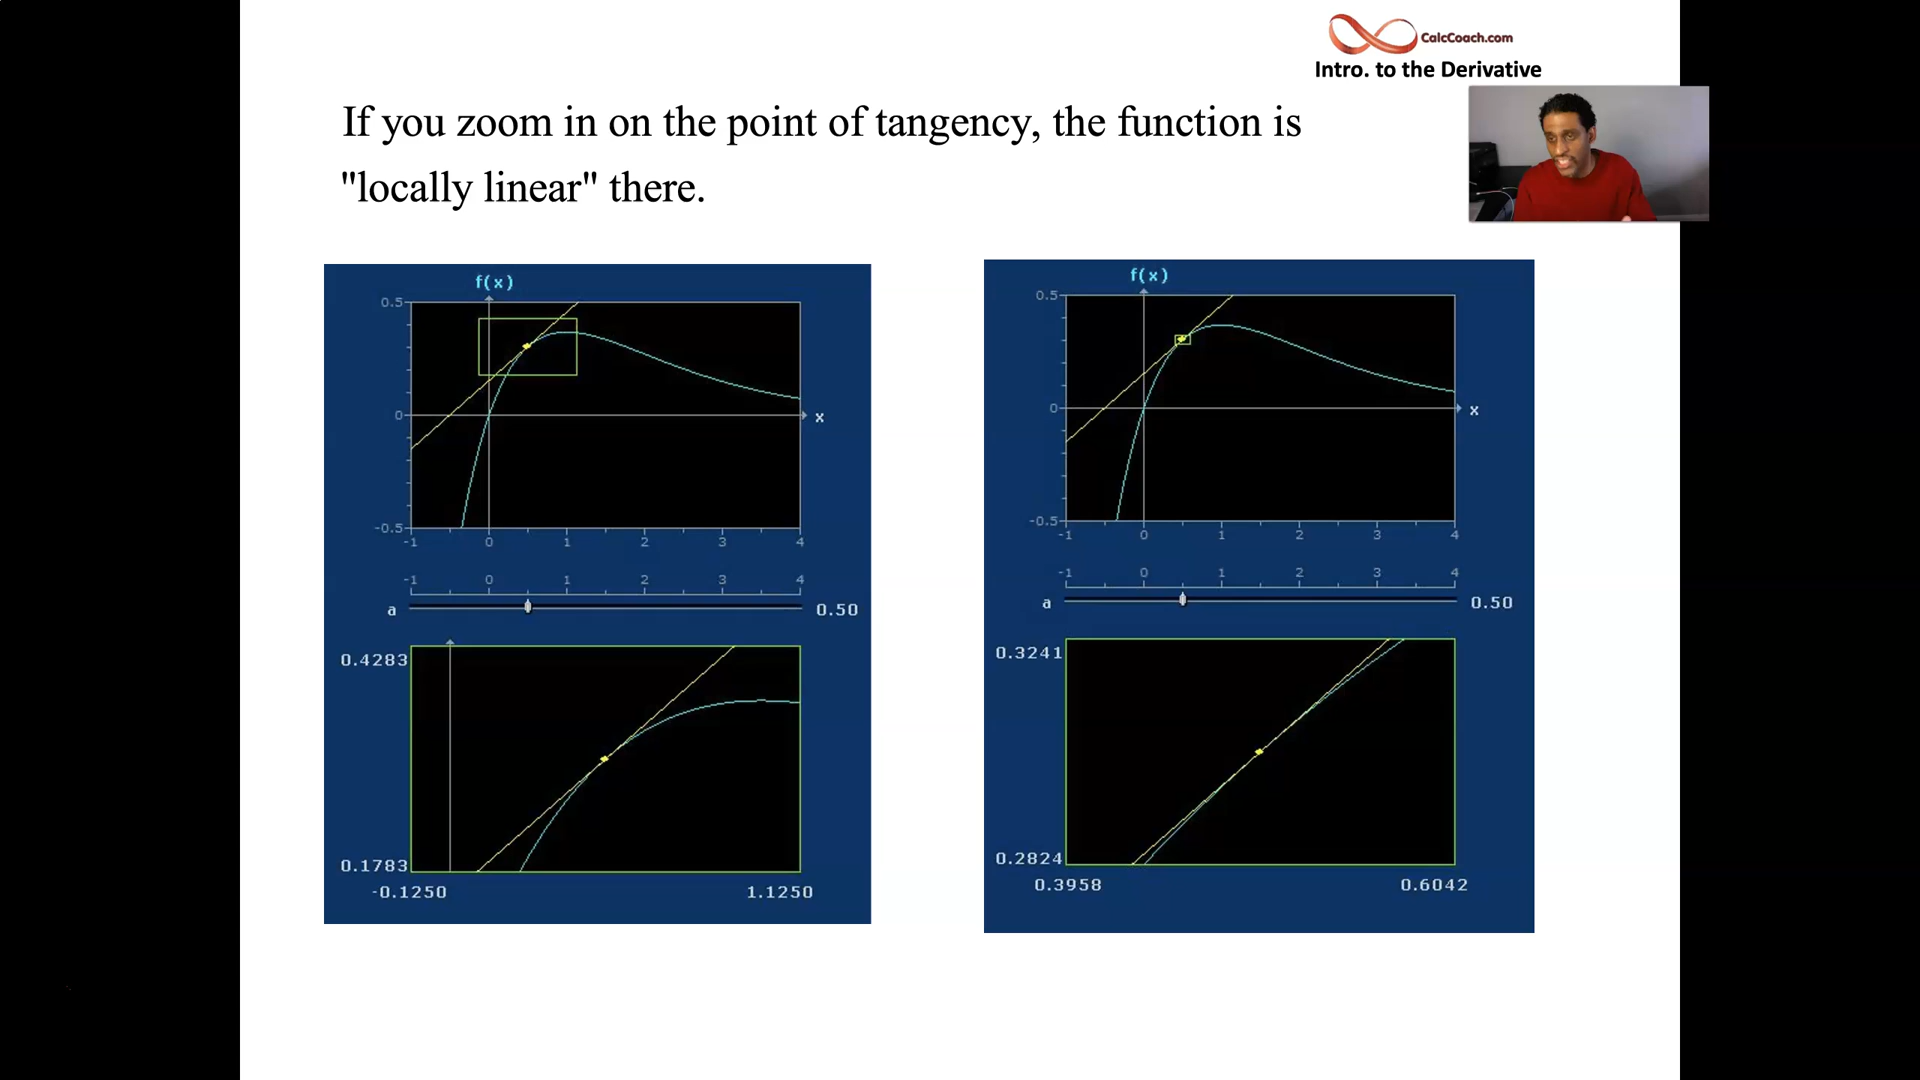 CalcCoach.com
Intro. to the Derivative
If you zoom in on the point of tangency, the function is
"locally linear" there.
f(x)
0.5
0
-0.5
x
-1 0 1 2 3 4
-1 0 1 2 3 4
a 0.50
0.4283
0.1783
-0.1250 1.1250
f(x)
0.5
0
-0.5
x
-1 0 1 2 3 4
-1 0 1 2 3 4
a 0.50
0.3241
0.2824
0.3958 0.6042